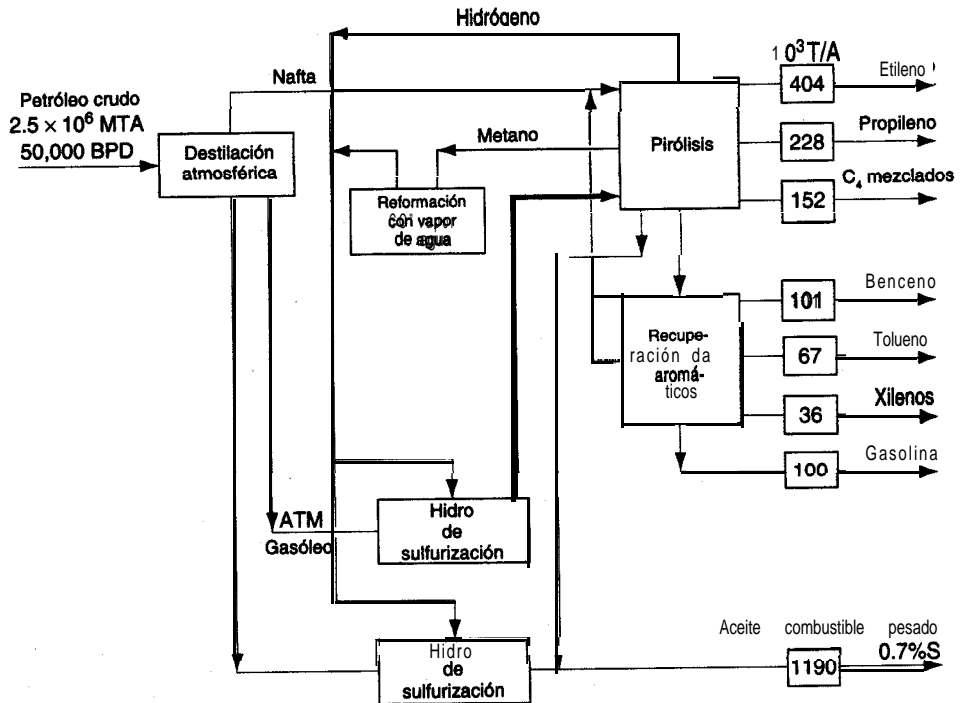 Hidrógeno
10³T/A
Nafta
404
Etileno
Petróleo crudo
2.5 × 10⁶ MTA
50,000 BPD
Destilación
atmosférica
Metano
Pirólisis
228
Propileno
152
C₄ mezclados
Reformación
con vapor
de agua
101
Benceno
Recupe-
ración da
aromá-
ticos
67
Tolueno
36
Xilenos
100
Gasolina
ATM
Gasóleo
Hidro
de
sulfurización
Hidro
de
sulfurización
Aceite combustible pesado
0.7%S
1190